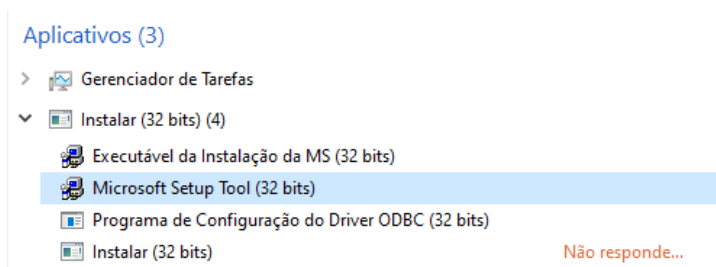 Aplicativos (3)
Gerenciador de Tarefas
Instalar (32 bits) (4)
Executável da Instalação da MS (32 bits)
Microsoft Setup Tool (32 bits)
Programa de Configuração do Driver ODBC (32 bits)
Instalar (32 bits) Não responde...